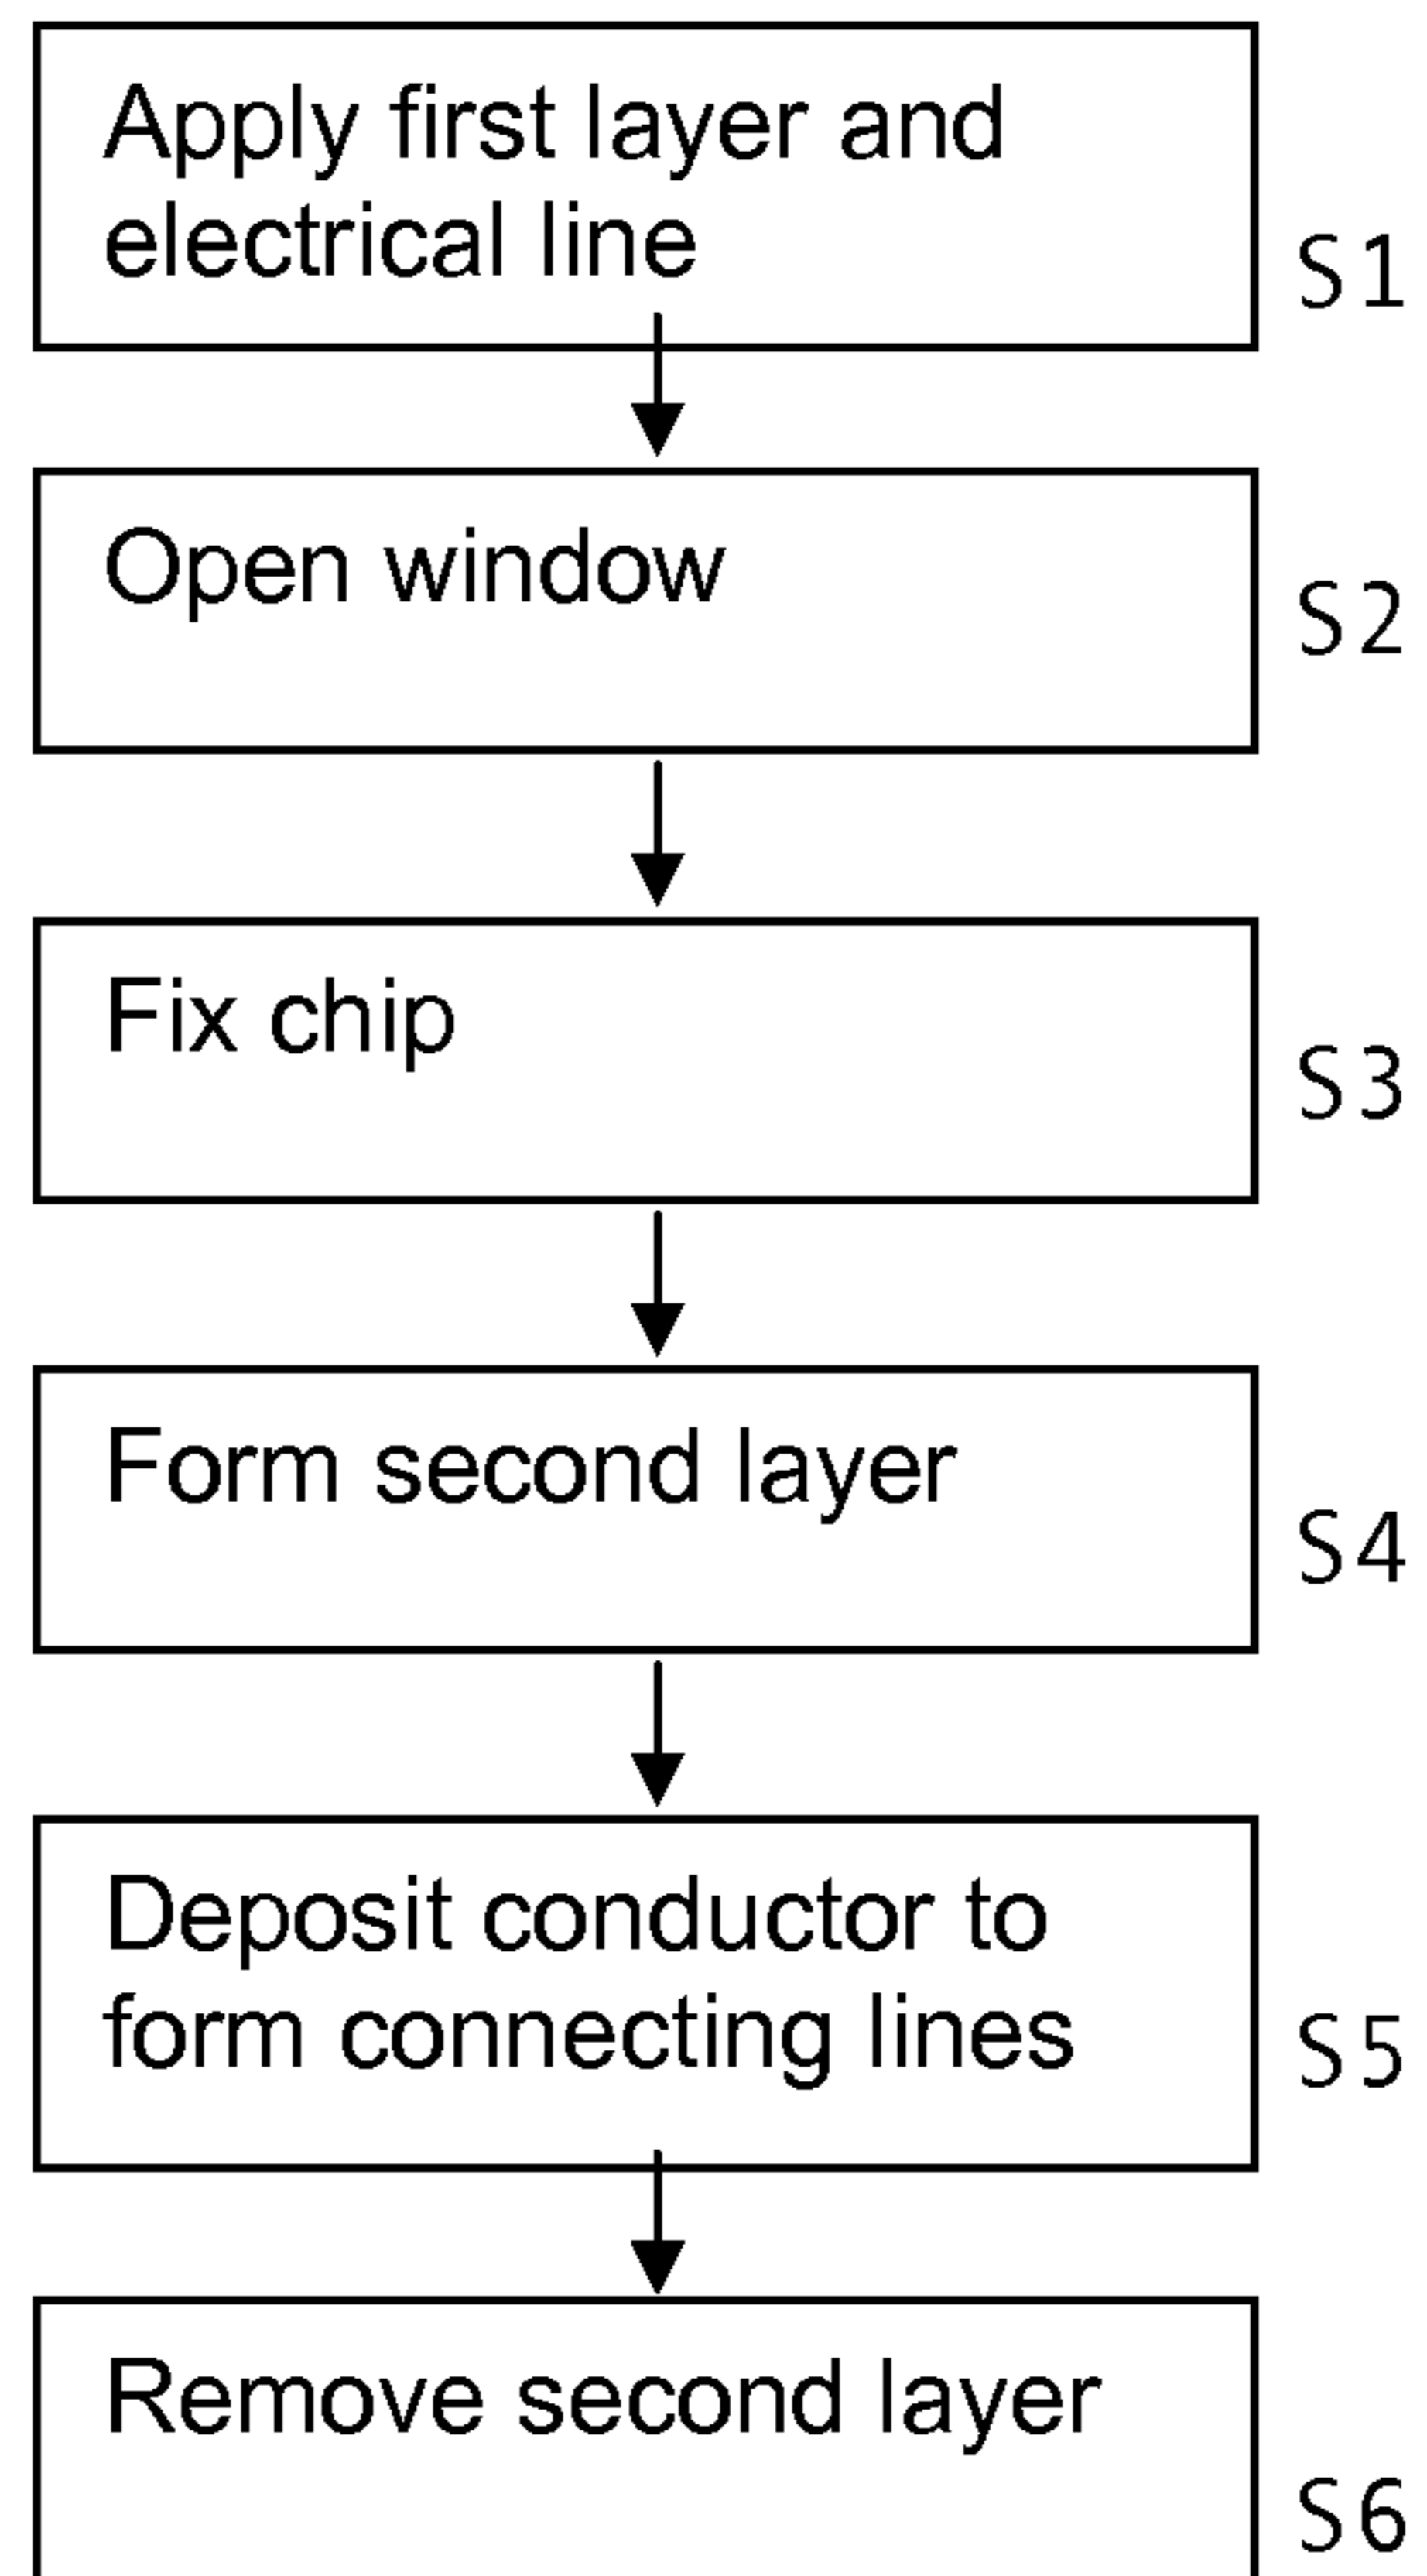 Apply first layer and
electrical line
S1
Open window
S2
Fix chip
S3
Form second layer
S4
Deposit conductor to
form connecting lines
S5
Remove second layer
S6